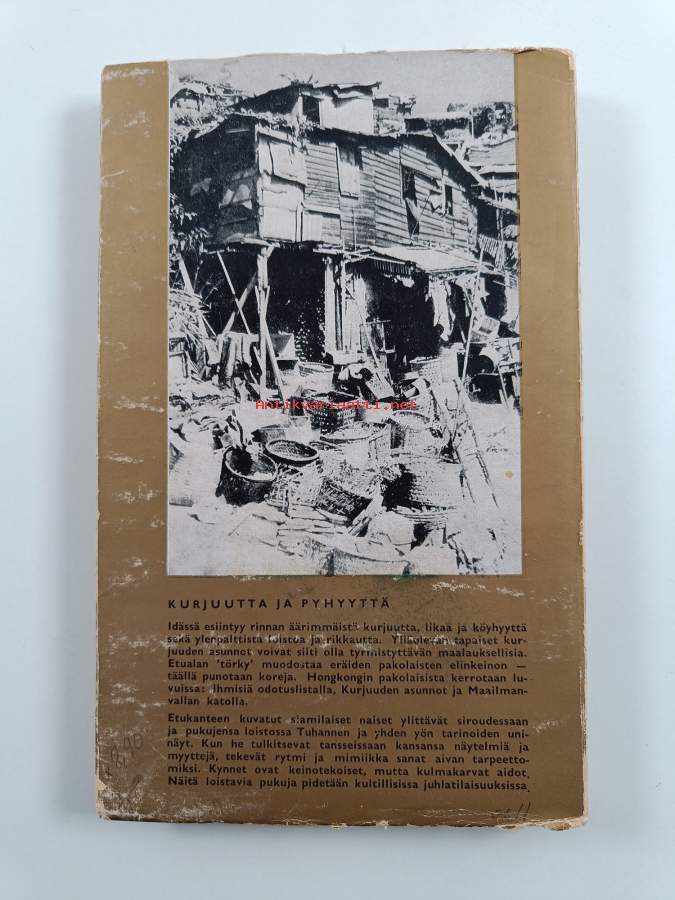 Antikvariaatti.net
KURJUUTTA JA PYHYYTTÄ
Idässä esiintyy rinnan äärimmäistä kurjuutta, likaa ja köyhyyttä
sekä ylenpalttista loistoa ja rikkautta. Ylläolevan tapaiset kur-
juuden asunnot voivat silti olla tyrmistyttävän maalauksellisia.
Etualan 'törky' muodostaa eräiden pakolaisten elinkeinon —
täällä punotaan koreja. Hongkongin pakolaisista kerrotaan lu-
vuissa: Ihmisiä odotuslistalla, Kurjuuden asunnot ja Maailman-
vallan katolla.
Etukanteen kuvatut siamilaiset naiset ylittävät siroudessaan
ja pukujensa loistossa Tuhannen ja yhden yön tarinoiden uni-
näyt. Kun he tulkitsevat tansseissaan kansansa näytelmiä ja
myyttejä, tekevät rytmi ja mimiikka sanat aivan tarpeetto-
miksi. Kynnet ovat keinotekoiset, mutta kulmakarvat aidot.
Näitä loistavia pukuja pidetään kultillisissa juhlatilaisuuksissa.